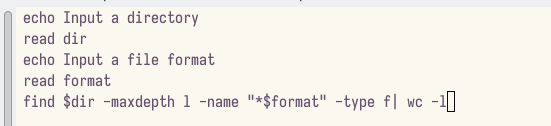 echo Input a directory
read dir
echo Input a file format
read format
find $dir -maxdepth 1 -name "*$format" -type f| wc -l